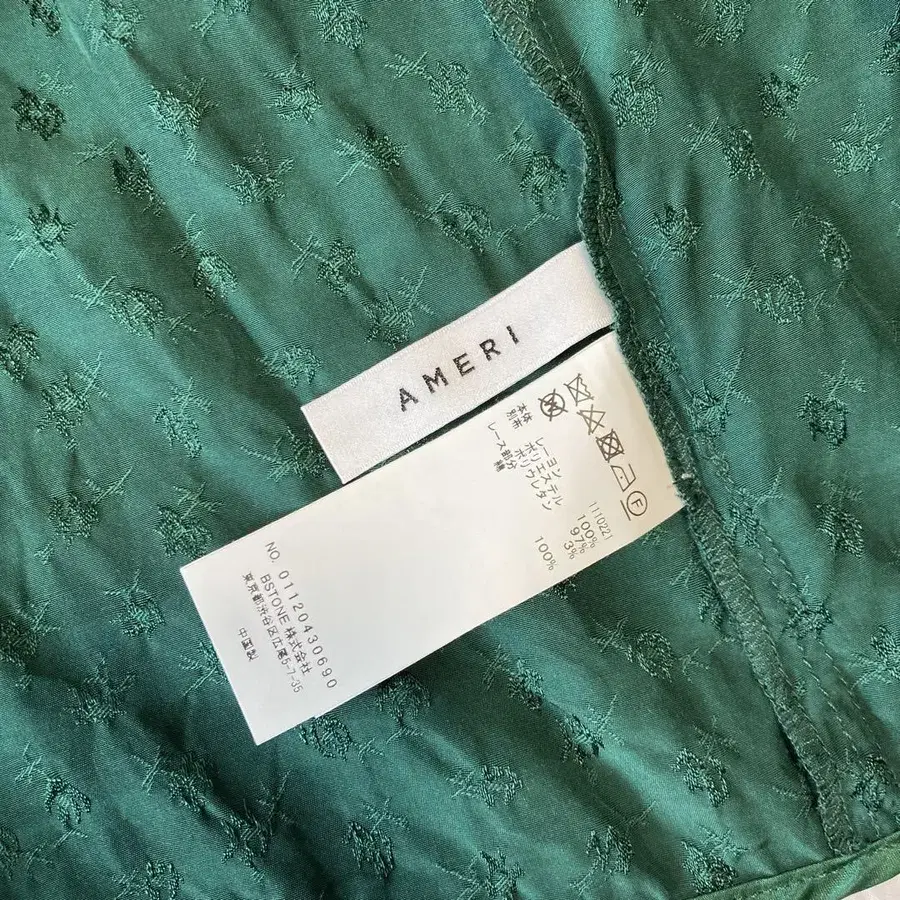 AMERI
1110221
本体 レーヨン 100%
別布 ポリエステル 97%
ポリウレタン 3%
レース部分
綿 100%
NO. 01120430690
BSTONE 株式会社
東京都渋谷区広尾5-7-35
中国製
F